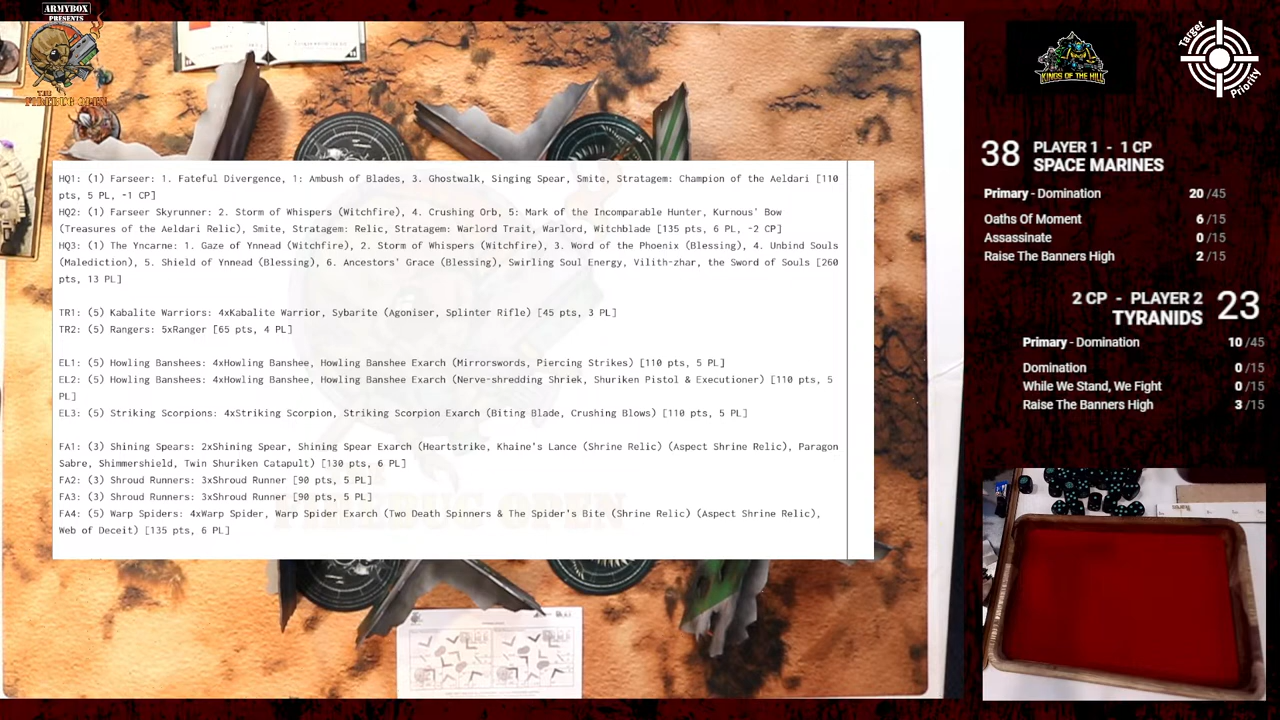 ARMYBOX
PRESENTS
HQ1: (1) Farseer: 1. Fateful Divergence, 1: Ambush of Blades, 3. Ghostwalk, Singing Spear, Smite, Stratagem: Champion of the Aeldari [110
pts, 5 PL, -1 CP]
HQ2: (1) Farseer Skyrunner: 2. Storm of Whispers (Witchfire), 4. Crushing Orb, 5: Mark of the Incomparable Hunter, Kurnous' Bow
(Treasures of the Aeldari Relic), Smite, Stratagem: Relic, Stratagem: Warlord Trait, Warlord, Witchblade [135 pts, 6 PL, -2 CP]
HQ3: (1) The Yncarne: 1. Gaze of Ynnead (Witchfire), 2. Storm of Whispers (Witchfire), 3. Word of the Phoenix (Blessing), 4. Unbind Souls
(Malediction), 5. Shield of Ynnead (Blessing), 6. Ancestors' Grace (Blessing), Swirling Soul Energy, Vilith-zhar, the Sword of Souls [260
pts, 13 PL]
TR1: (5) Kabalite Warriors: 4xKabalite Warrior, Sybarite (Agoniser, Splinter Rifle) [45 pts, 3 PL]
TR2: (5) Rangers: 5xRanger [65 pts, 4 PL]
EL1: (5) Howling Banshees: 4xHowling Banshee, Howling Banshee Exarch (Mirrorswords, Piercing Strikes) [110 pts, 5 PL]
EL2: (5) Howling Banshees: 4xHowling Banshee, Howling Banshee Exarch (Nerve-shredding Shriek, Shuriken Pistol & Executioner) [110 pts, 5
PL]
EL3: (5) Striking Scorpions: 4xStriking Scorpion, Striking Scorpion Exarch (Biting Blade, Crushing Blows) [110 pts, 5 PL]
FA1: (3) Shining Spears: 2xShining Spear, Shining Spear Exarch (Heartstrike, Khaine's Lance (Shrine Relic) (Aspect Shrine Relic), Paragon
Sabre, Shimmershield, Twin Shuriken Catapult) [130 pts, 6 PL]
FA2: (3) Shroud Runners: 3xShroud Runner [90 pts, 5 PL]
FA3: (3) Shroud Runners: 3xShroud Runner [90 pts, 5 PL]
FA4: (5) Warp Spiders: 4xWarp Spider, Warp Spider Exarch (Two Death Spinners & The Spider's Bite (Shrine Relic) (Aspect Shrine Relic),
Web of Deceit) [135 pts, 6 PL]
KINGS OF THE HILL
Target
Priority
38 PLAYER 1 - 1 CP
SPACE MARINES
Primary - Domination 20/45
Oaths Of Moment 6/15
Assassinate 0/15
Raise The Banners High 2/15
2 CP - PLAYER 2 23
TYRANIDS
Primary - Domination 10/45
Domination 0/15
While We Stand, We Fight 0/15
Raise The Banners High 3/15